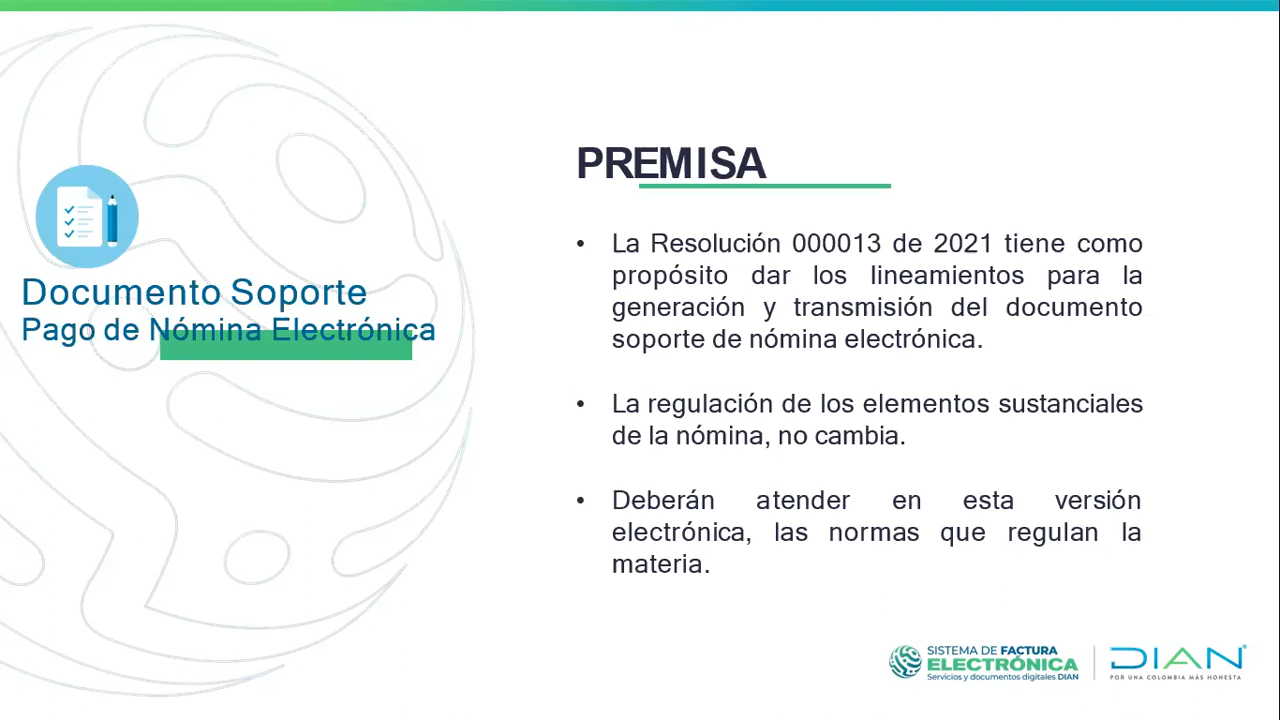 Documento Soporte
Pago de Nómina Electrónica
PREMISA
• La Resolución 000013 de 2021 tiene como
propósito dar los lineamientos para la
generación y transmisión del documento
soporte de nómina electrónica.
• La regulación de los elementos sustanciales
de la nómina, no cambia.
• Deberán atender en esta versión
electrónica, las normas que regulan la
materia.
SISTEMA DE FACTURA
ELECTRÓNICA
Servicios y documentos digitales DIAN
DIAN
POR UNA COLOMBIA MÁS HONESTA